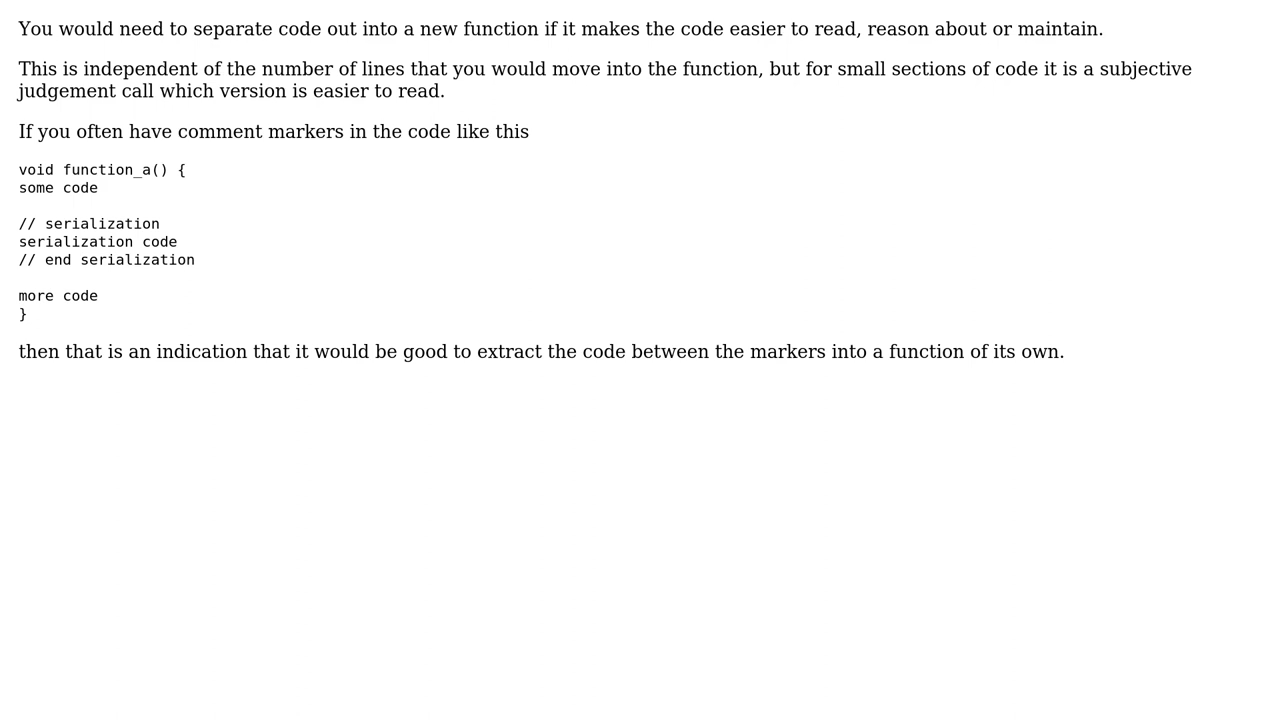 You would need to separate code out into a new function if it makes the code easier to read, reason about or maintain.
This is independent of the number of lines that you would move into the function, but for small sections of code it is a subjective
judgement call which version is easier to read.
If you often have comment markers in the code like this
void function_a() {
some code
// serialization
serialization code
// end serialization
more code
}
then that is an indication that it would be good to extract the code between the markers into a function of its own.